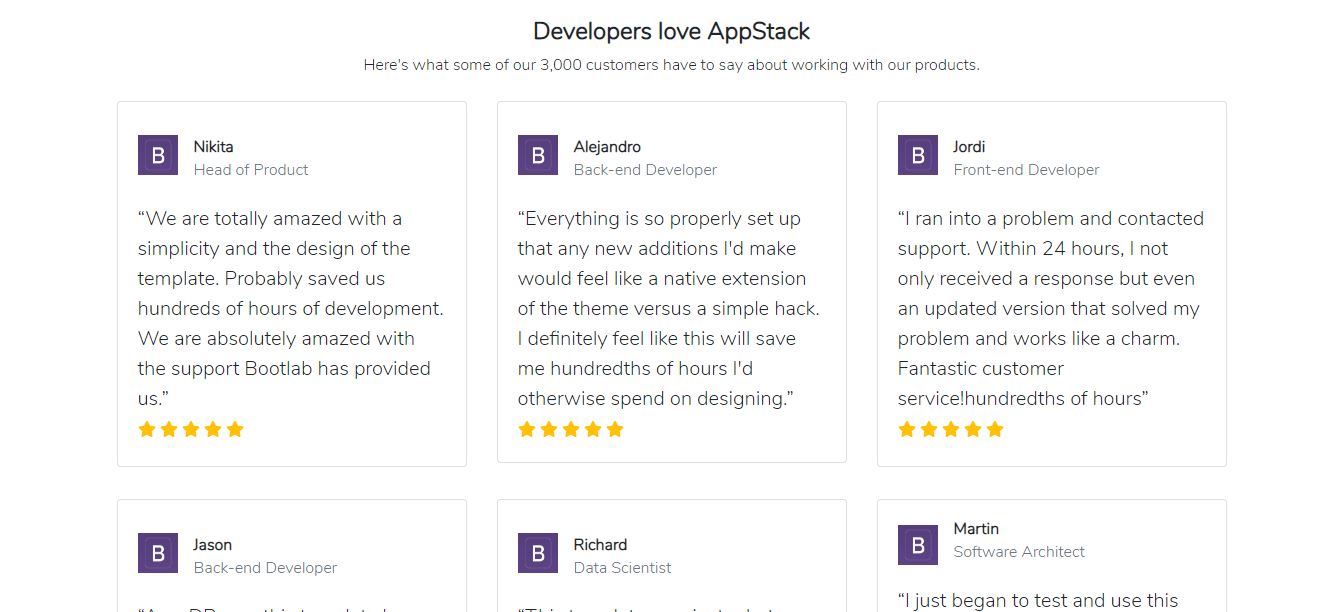 Developers love AppStack
Here's what some of our 3,000 customers have to say about working with our products.
B
Nikita
Head of Product
“We are totally amazed with a
simplicity and the design of the
template. Probably saved us
hundreds of hours of development.
We are absolutely amazed with
the support Bootlab has provided
us.”
B
Alejandro
Back-end Developer
“Everything is so properly set up
that any new additions I'd make
would feel like a native extension
of the theme versus a simple hack.
I definitely feel like this will save
me hundredths of hours I'd
otherwise spend on designing.”
B
Jordi
Front-end Developer
“I ran into a problem and contacted
support. Within 24 hours, I not
only received a response but even
an updated version that solved my
problem and works like a charm.
Fantastic customer
service!hundredths of hours”
B
Jason
Back-end Developer
B
Richard
Data Scientist
B
Martin
Software Architect
“I just began to test and use this